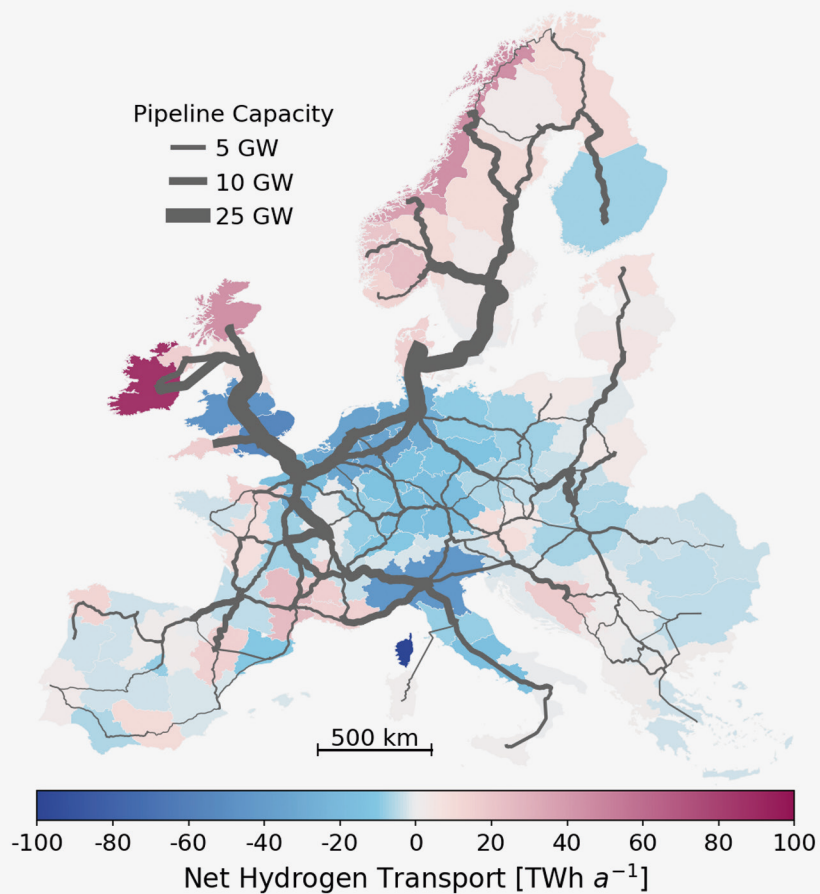 Pipeline Capacity
5 GW
10 GW
25 GW
500 km
-100 -80 -60 -40 -20 0 20 40 60 80 100
Net Hydrogen Transport [TWh a⁻¹]